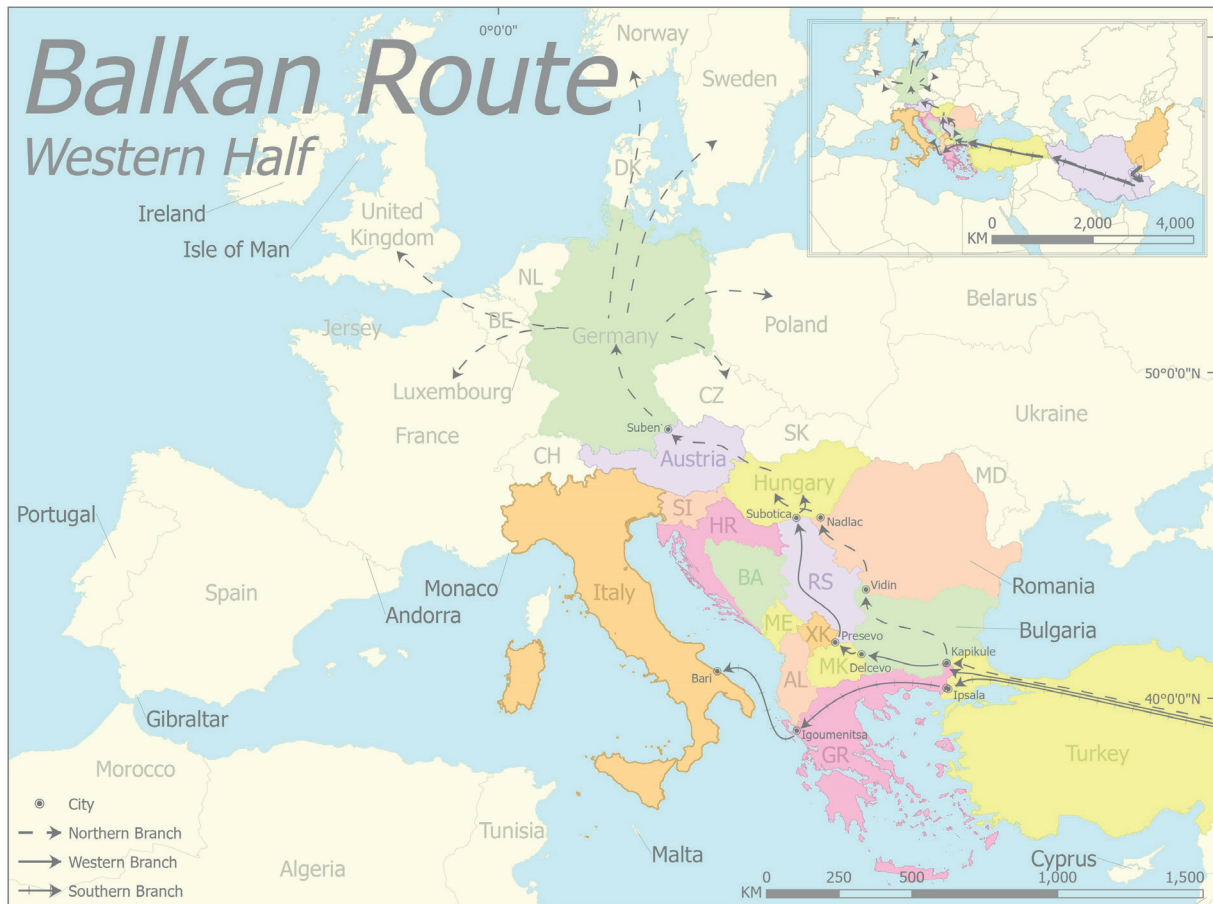 Balkan Route
Western Half
0°0'0"
Norway
Sweden
DK
Ireland
Isle of Man
United
Kingdom
NL
BE
Jersey
Germany
Poland
Belarus
Luxembourg
CZ
50°0'0"N
Ukraine
France
Suben
SK
CH
Austria
MD
Hungary
Portugal
SI
Subotica
Nadlac
HR
Spain
Monaco
Andorra
Italy
BA
RS
Vidin
Romania
ME
XK
Presevo
Bulgaria
MK
Delcevo
Kapikule
AL
Bari
Ipsala
40°0'0"N
Gibraltar
Igoumenitsa
GR
Turkey
Morocco
Algeria
Tunisia
Malta
Cyprus
City
Northern Branch
Western Branch
Southern Branch
0 250 500 1,000 1,500
KM
0 2,000 4,000
KM